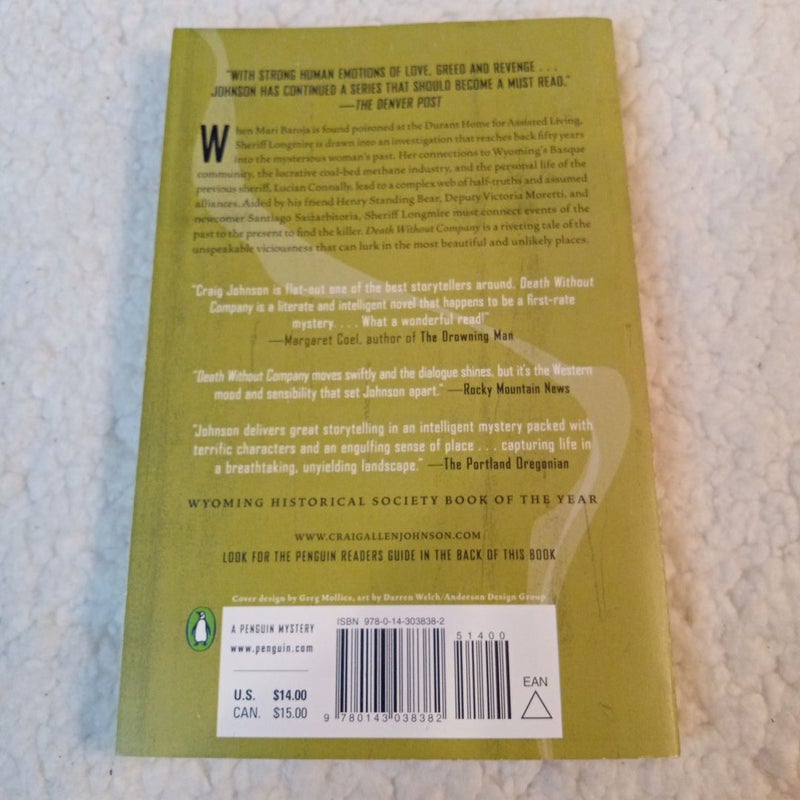 "WITH STRONG HUMAN EMOTIONS OF LOVE, GREED AND REVENGE . . .
JOHNSON HAS CONTINUED A SERIES THAT SHOULD BECOME A MUST READ."
—THE DENVER POST
When Mari Baroja is found poisoned at the Durant Home for Assisted Living,
Sheriff Longmire is drawn into an investigation that reaches back fifty years
into the mysterious woman's past. Her connections to Wyoming's Basque
community, the lucrative coal-bed methane industry, and the personal life of the
previous sheriff, Lucian Connally, lead to a complex web of half-truths and assumed
alliances. Aided by his friend Henry Standing Bear, Deputy Victoria Moretti, and
newcomer Santiago Saizarbitoria, Sheriff Longmire must connect events of the
past to the present to find the killer. Death Without Company is a riveting tale of the
unspeakable viciousness that can lurk in the most beautiful and unlikely places.
"Craig Johnson is flat-out one of the best storytellers around. Death Without
Company is a literate and intelligent novel that happens to be a first-rate
mystery. . . . What a wonderful read!"
—Margaret Coel, author of The Drowning Man
"Death Without Company moves swiftly and the dialogue shines, but it's the Western
mood and sensibility that set Johnson apart." —Rocky Mountain News
"Johnson delivers great storytelling in an intelligent mystery packed with
terrific characters and an engulfing sense of place . . . capturing life in
a breathtaking, unyielding landscape." —The Portland Oregonian
WYOMING HISTORICAL SOCIETY BOOK OF THE YEAR
WWW.CRAIGALLENJOHNSON.COM
LOOK FOR THE PENGUIN READERS GUIDE IN THE BACK OF THIS BOOK
Cover design by Greg Mollica, art by Darren Welch/Anderson Design Group
A PENGUIN MYSTERY
www.penguin.com
U.S. $14.00
CAN. $15.00
ISBN 978-0-14-303838-2
51400
9 780143 038382
EAN